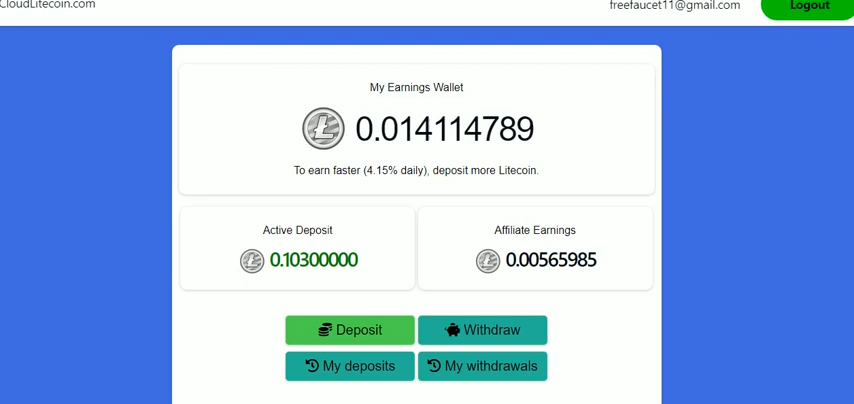 CloudLitecoin.com
freefaucet11@gmail.com
Logout
My Earnings Wallet
0.014114789
To earn faster (4.15% daily), deposit more Litecoin.
Active Deposit
Affiliate Earnings
0.10300000
0.00565985
Deposit
Withdraw
My deposits
My withdrawals